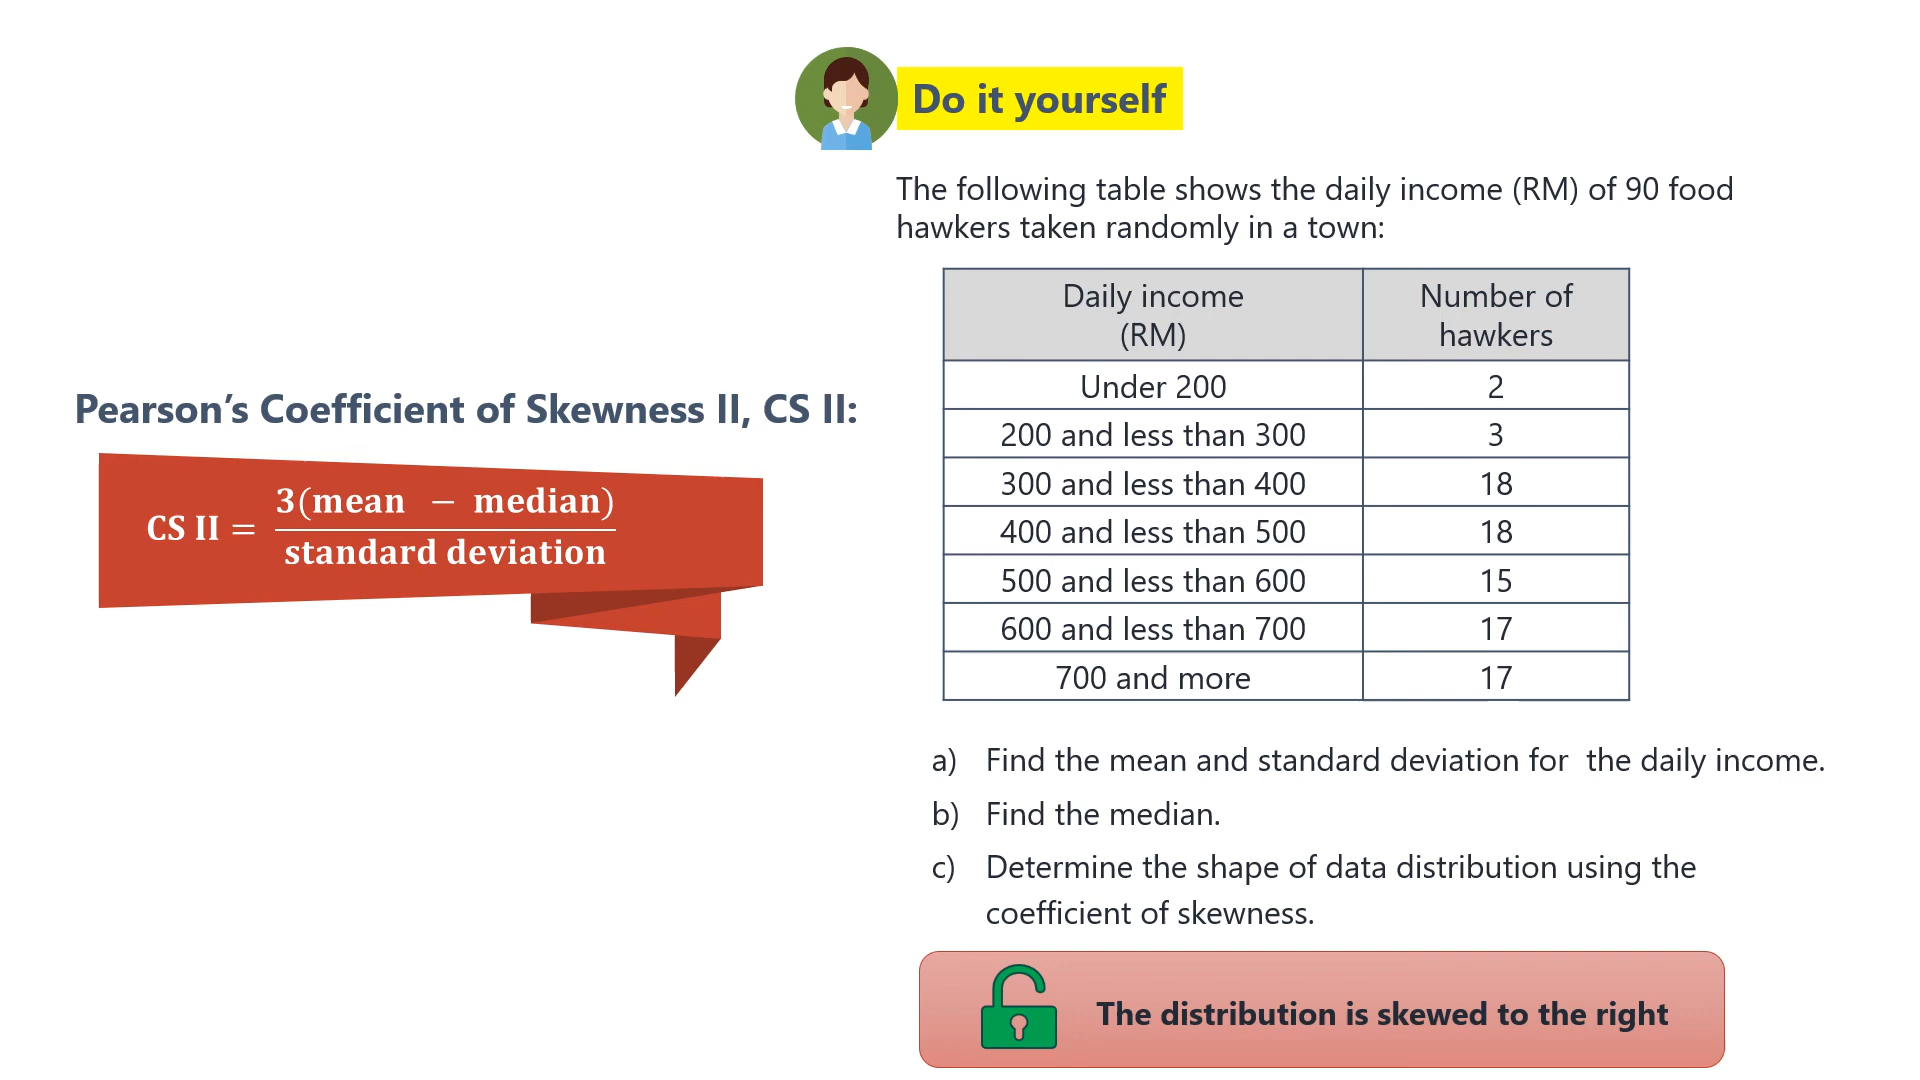 Do it yourself
The following table shows the daily income (RM) of 90 food
hawkers taken randomly in a town:
Daily income
(RM)
Number of
hawkers
Under 200 2
200 and less than 300 3
300 and less than 400 18
400 and less than 500 18
500 and less than 600 15
600 and less than 700 17
700 and more 17
Pearson’s Coefficient of Skewness II, CS II:
CS II = 3(mean − median) / standard deviation
a) Find the mean and standard deviation for the daily income.
b) Find the median.
c) Determine the shape of data distribution using the
coefficient of skewness.
The distribution is skewed to the right